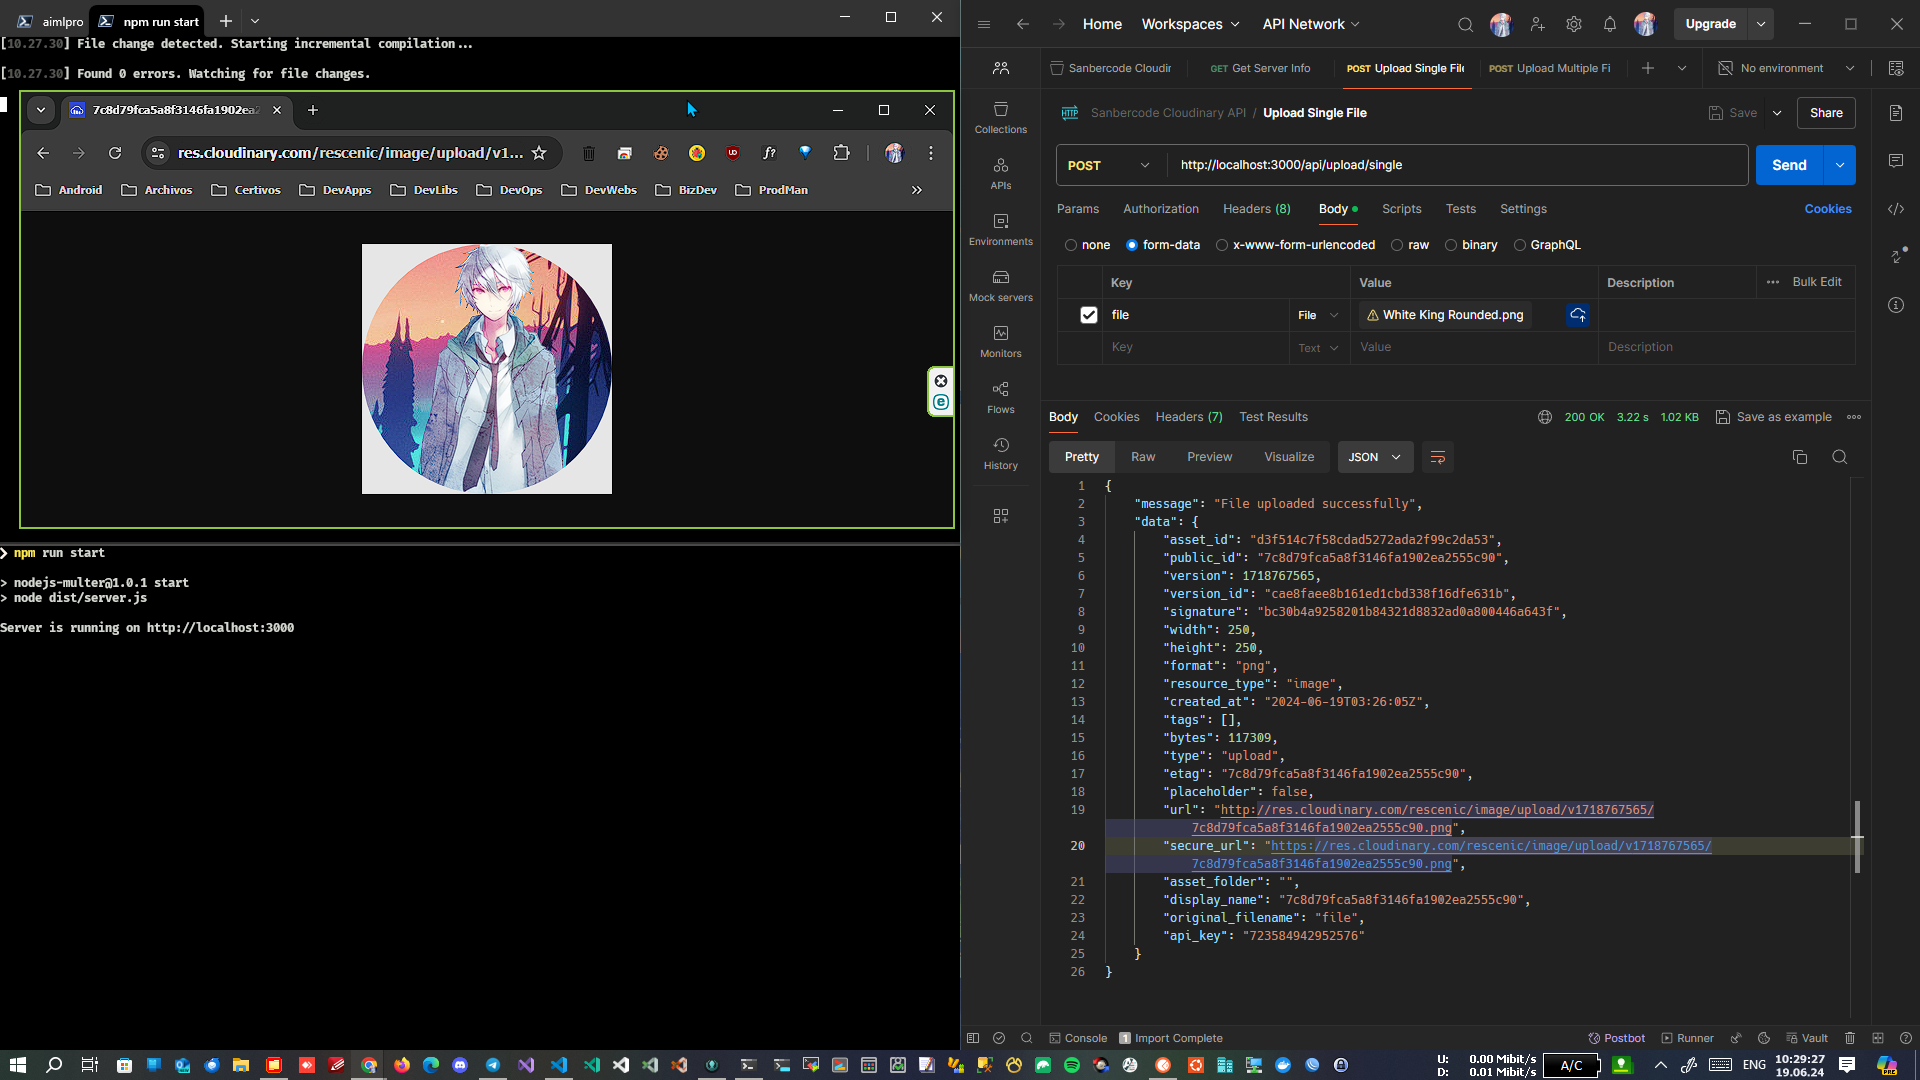 aimlpro
npm run start
[10.27.30] File change detected. Starting incremental compilation...
[10.27.30] Found 0 errors. Watching for file changes.
7c8d79fca5a8f3146fa1902ea2
res.cloudinary.com/rescenic/image/upload/v1...
Android
Archivos
Certivos
DevApps
DevLibs
DevOps
DevWebs
BizDev
ProdMan
npm run start
> nodejs-multer@1.0.1 start
> node dist/server.js
Server is running on http://localhost:3000
Home
Workspaces
API Network
Upgrade
Sanbercode Cloudir
GET Get Server Info
POST Upload Single File
POST Upload Multiple Fi
No environment
Collections
APIs
Environments
Mock servers
Monitors
Flows
History
HTTP
Sanbercode Cloudinary API / Upload Single File
Save
Share
POST
http://localhost:3000/api/upload/single
Send
Params
Authorization
Headers (8)
Body
Scripts
Tests
Settings
Cookies
none
form-data
x-www-form-urlencoded
raw
binary
GraphQL
Key
Value
Description
Bulk Edit
file
File
White King Rounded.png
Key
Text
Value
Description
Body
Cookies
Headers (7)
Test Results
200 OK
3.22 s
1.02 KB
Save as example
Pretty
Raw
Preview
Visualize
JSON
1 {
2 "message": "File uploaded successfully",
3 "data": {
4 "asset_id": "d3f514c7f58cdad5272ada2f99c2da53",
5 "public_id": "7c8d79fca5a8f3146fa1902ea2555c90",
6 "version": 1718767565,
7 "version_id": "cae8faee8b161ed1cbd338f16dfe631b",
8 "signature": "bc30b4a9258201b84321d8832ad0a800446a643f",
9 "width": 250,
10 "height": 250,
11 "format": "png",
12 "resource_type": "image",
13 "created_at": "2024-06-19T03:26:05Z",
14 "tags": [],
15 "bytes": 117309,
16 "type": "upload",
17 "etag": "7c8d79fca5a8f3146fa1902ea2555c90",
18 "placeholder": false,
19 "url": "http://res.cloudinary.com/rescenic/image/upload/v1718767565/
7c8d79fca5a8f3146fa1902ea2555c90.png",
20 "secure_url": "https://res.cloudinary.com/rescenic/image/upload/v1718767565/
7c8d79fca5a8f3146fa1902ea2555c90.png",
21 "asset_folder": "",
22 "display_name": "7c8d79fca5a8f3146fa1902ea2555c90",
23 "original_filename": "file",
24 "api_key": "723584942952576"
25 }
26 }
Console
1 Import Complete
Postbot
Runner
Vault
U: 0.00 Mibit/s
D: 0.01 Mibit/s
A/C
ENG
10:29:27
19.06.24